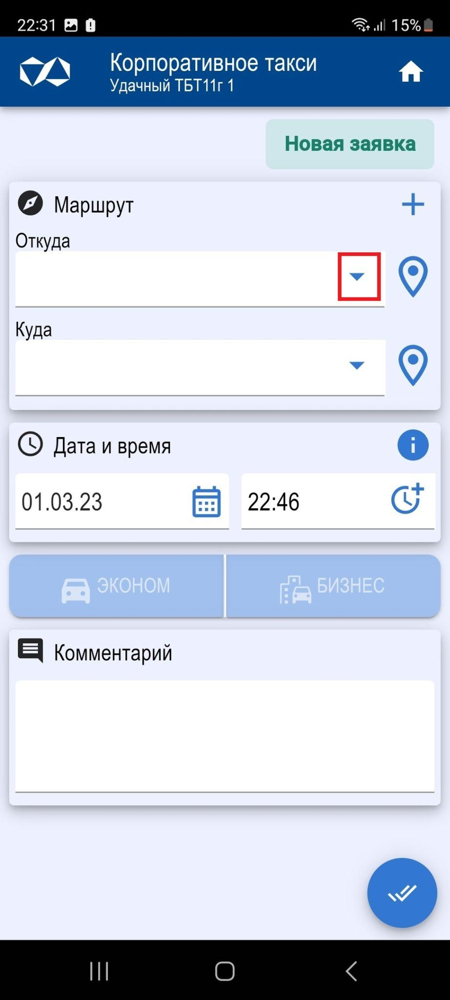 22:31 15%
Корпоративное такси
Удачный ТБТ11г 1
Новая заявка
Маршрут
Откуда
Куда
Дата и время
01.03.23 22:46
ЭКОНОМ БИЗНЕС
Комментарий